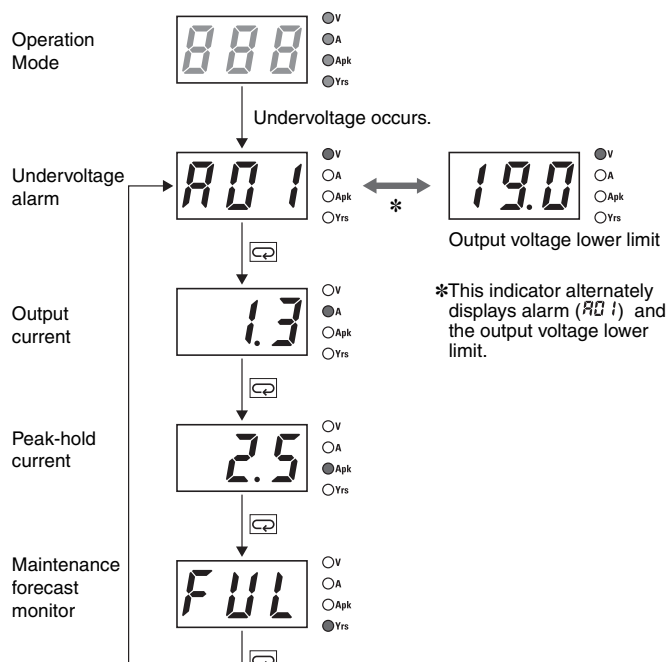 Operation
Mode
888
V
A
Apk
Yrs
Undervoltage occurs.
Undervoltage
alarm
A01
V
A
Apk
Yrs
*
19.0
V
A
Apk
Yrs
Output voltage lower limit
*This indicator alternately
displays alarm (A01) and
the output voltage lower
limit.
Output
current
1.3
V
A
Apk
Yrs
Peak-hold
current
2.5
V
A
Apk
Yrs
Maintenance
forecast
monitor
FUL
V
A
Apk
Yrs